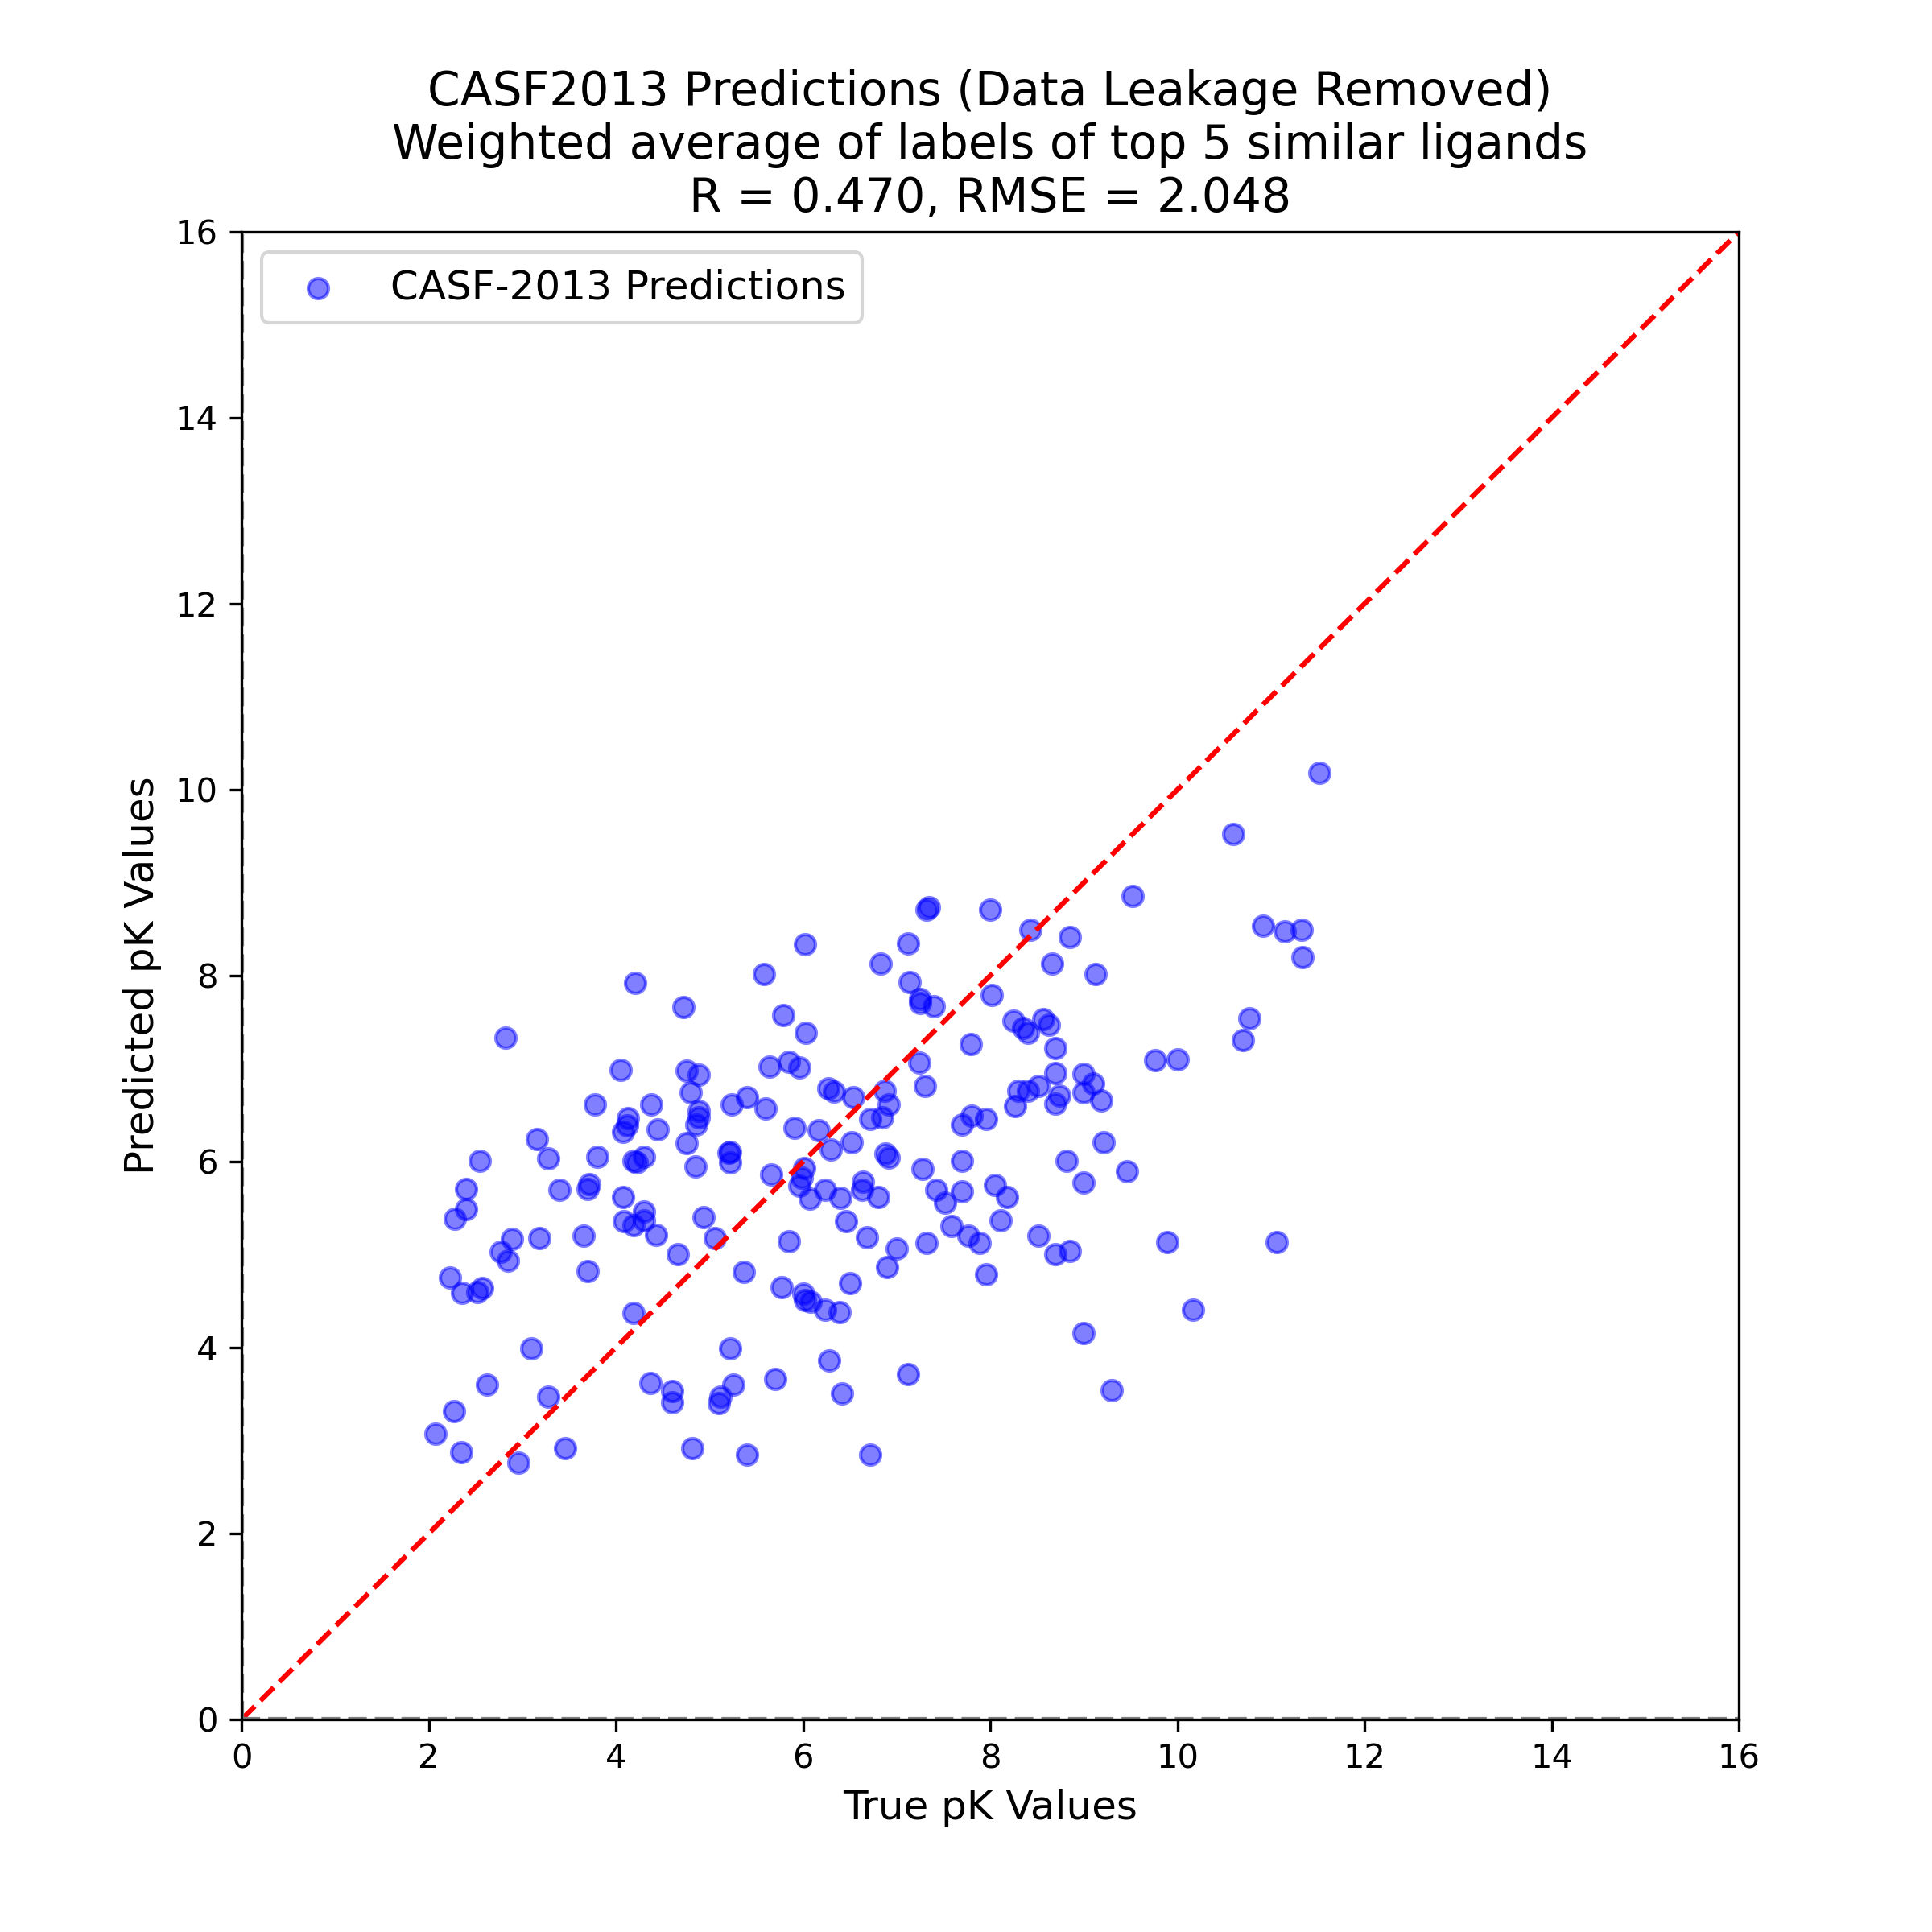 CASF2013 Predictions (Data Leakage Removed)
Weighted average of labels of top 5 similar ligands
R = 0.470, RMSE = 2.048
CASF-2013 Predictions
Predicted pK Values
16
14
12
10
8
6
4
2
0
0 2 4 6 8 10 12 14 16
True pK Values